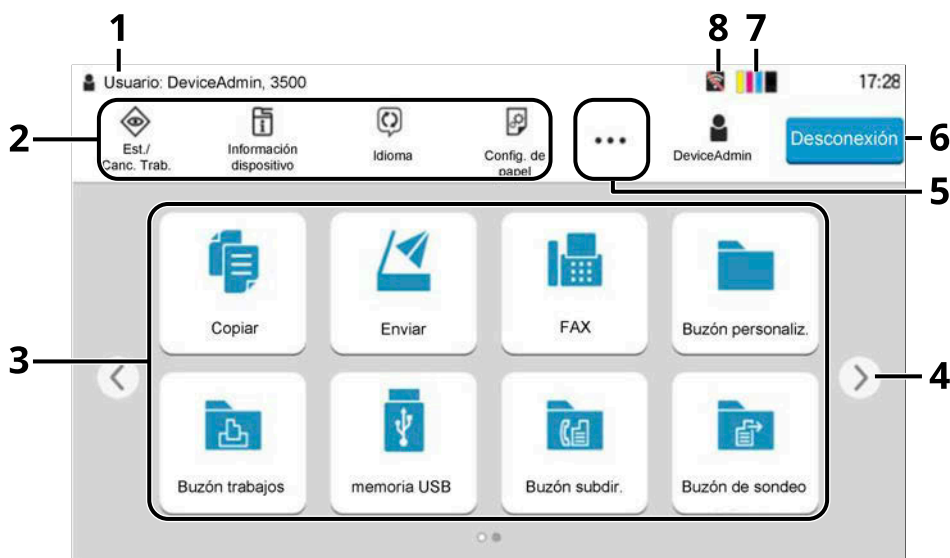 1
8 7
Usuario: DeviceAdmin, 3500
17:28
2
Est./
Canc. Trab.
Información
dispositivo
Idioma
Config. de
papel
DeviceAdmin
Desconexión
6
5
Copiar
Enviar
FAX
Buzón personaliz.
3
4
Buzón trabajos
memoria USB
Buzón subdir.
Buzón de sondeo